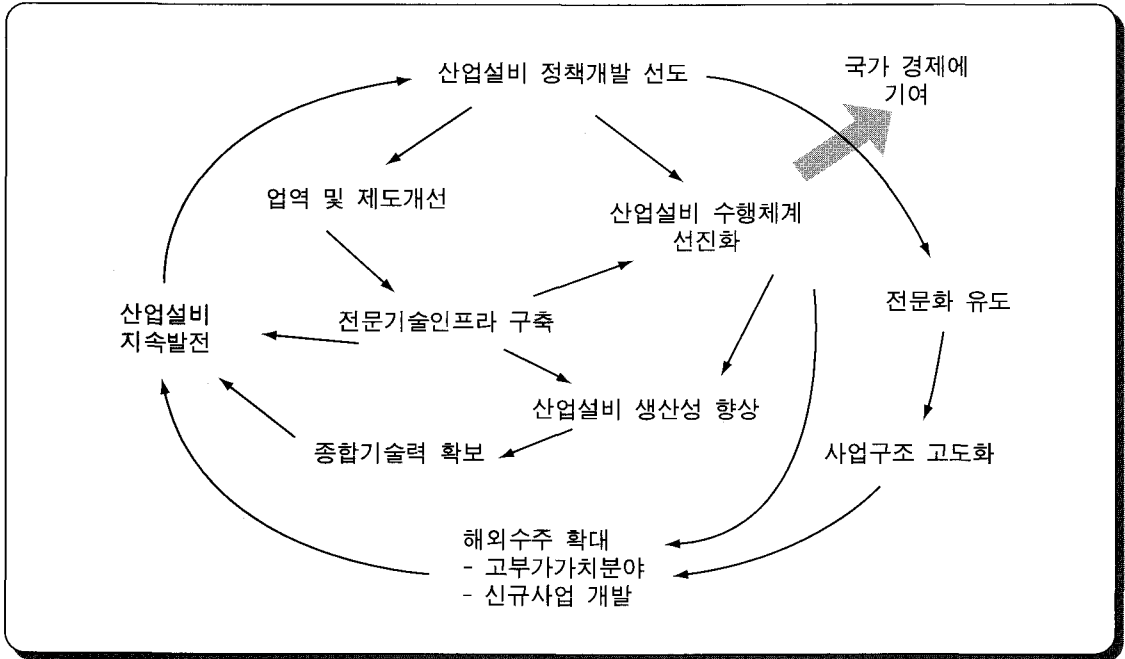 산업설비 정책개발 선도
국가 경제에
기여
업역 및 제도개선
산업설비 수행체계
선진화
산업설비
지속발전
전문기술인프라 구축
전문화 유도
산업설비 생산성 향상
종합기술력 확보
사업구조 고도화
해외수주 확대
- 고부가가치분야
- 신규사업 개발